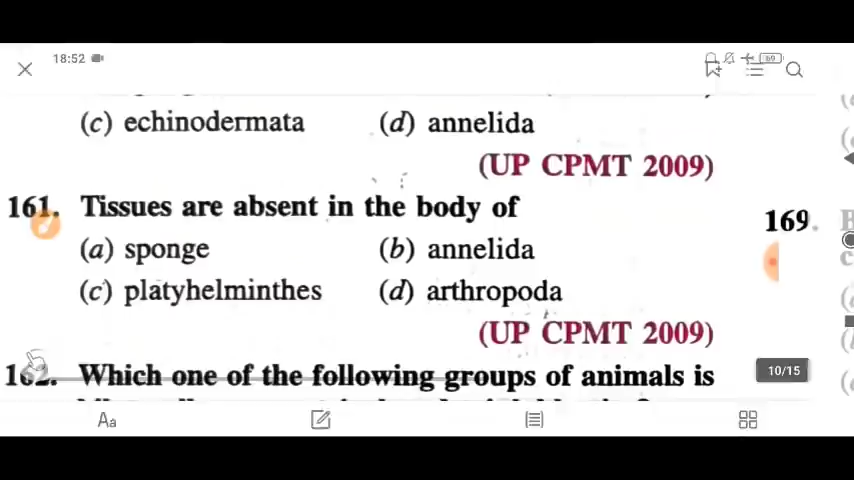 18:52
69
(c) echinodermata (d) annelida
(UP CPMT 2009)
161. Tissues are absent in the body of
(a) sponge (b) annelida
(c) platyhelminthes (d) arthropoda
(UP CPMT 2009)
162. Which one of the following groups of animals is
169.
10/15
Aa